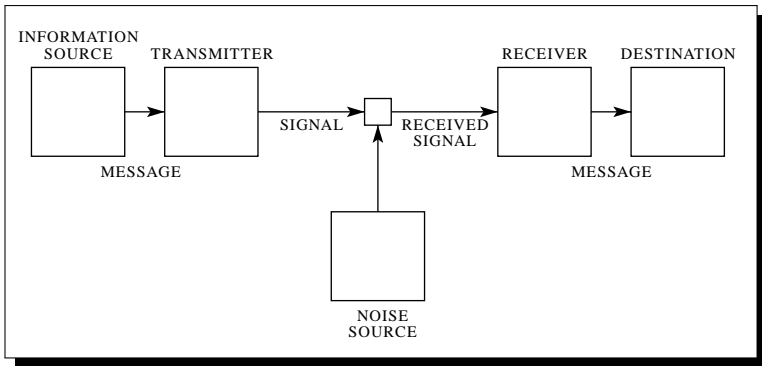 INFORMATION
SOURCE
TRANSMITTER
RECEIVER
DESTINATION
SIGNAL
RECEIVED
SIGNAL
MESSAGE
MESSAGE
NOISE
SOURCE